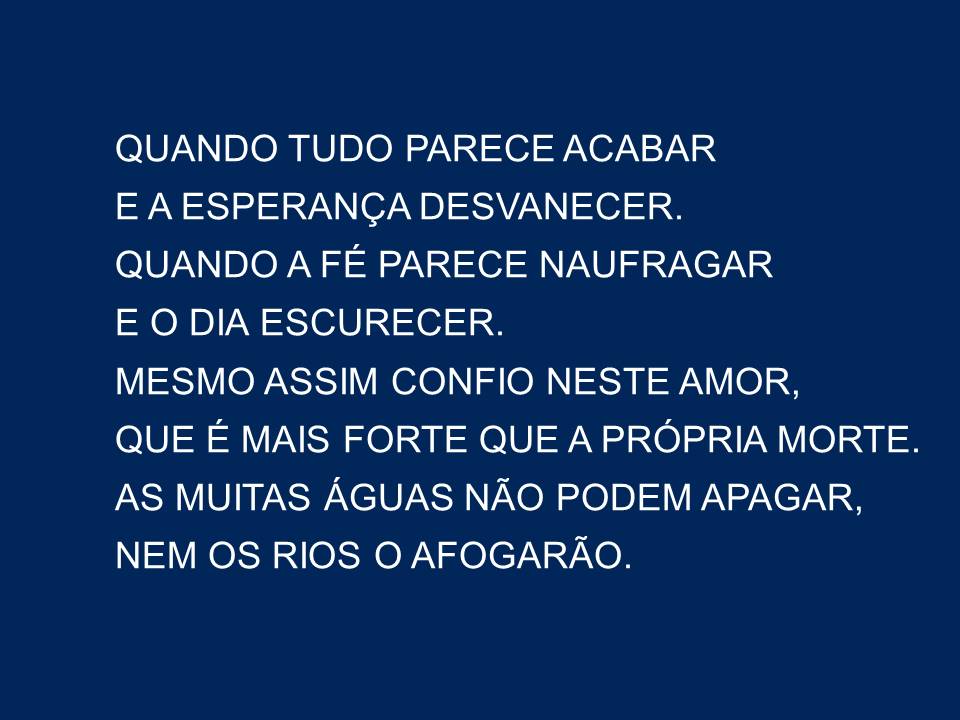 QUANDO TUDO PARECE ACABAR
E A ESPERANÇA DESVANECER.
QUANDO A FÉ PARECE NAUFRAGAR
E O DIA ESCURECER.
MESMO ASSIM CONFIO NESTE AMOR,
QUE É MAIS FORTE QUE A PRÓPRIA MORTE.
AS MUITAS ÁGUAS NÃO PODEM APAGAR,
NEM OS RIOS O AFOGARÃO.